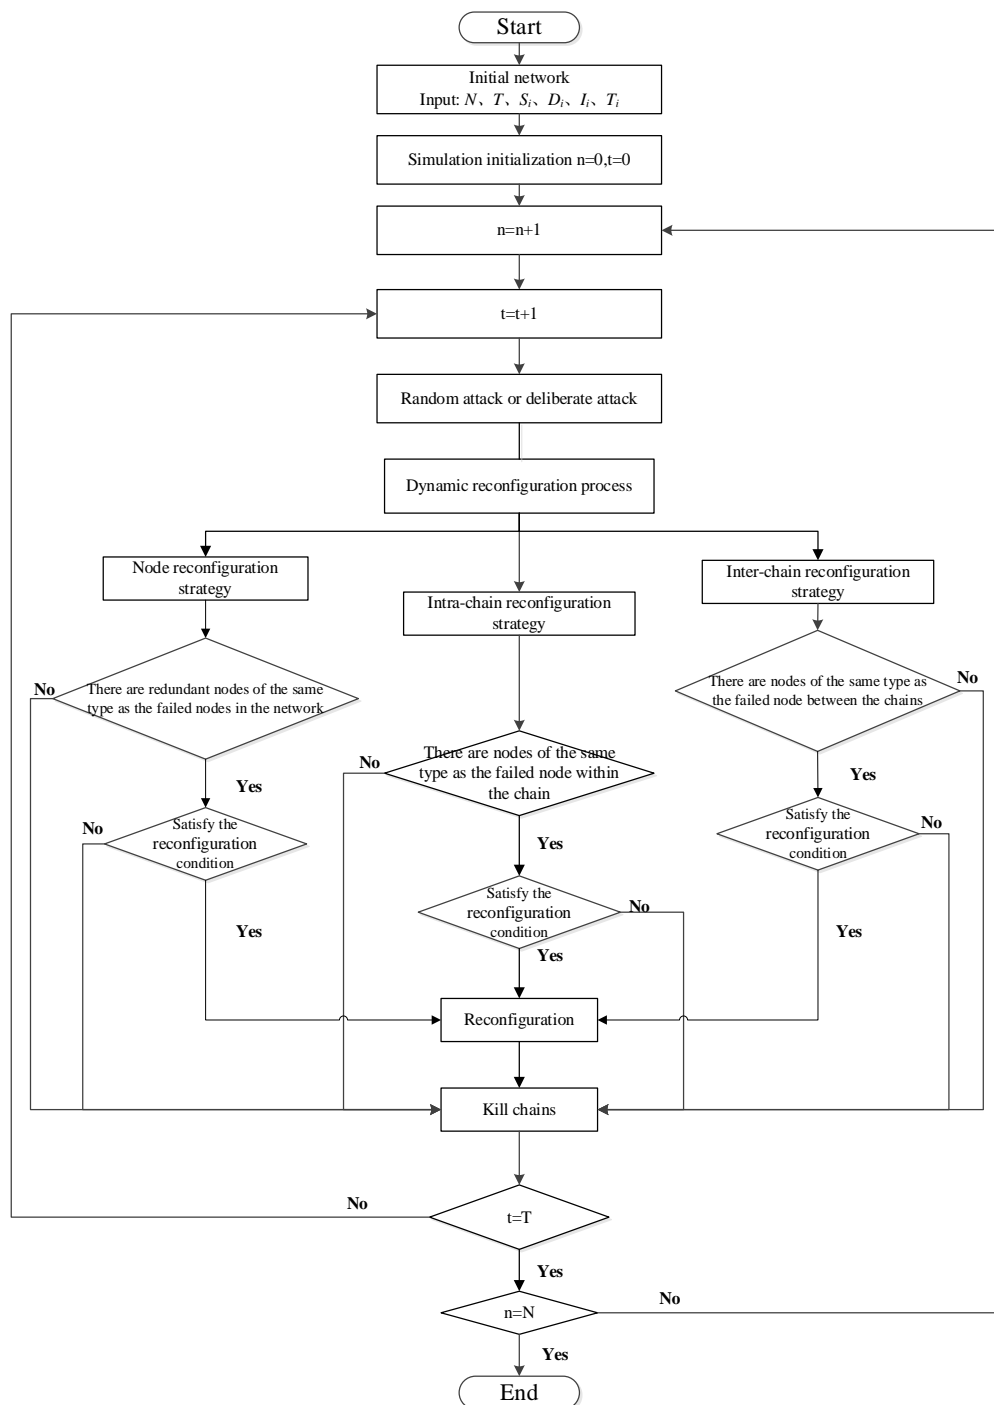 Start
Initial network
Input: N、T、Sᵢ、Dᵢ、Iᵢ、Tᵢ
Simulation initialization n=0,t=0
n=n+1
t=t+1
Random attack or deliberate attack
Dynamic reconfiguration process
Node reconfiguration
strategy
Intra-chain reconfiguration
strategy
Inter-chain reconfiguration
strategy
No
There are redundant nodes of the same
type as the failed nodes in the network
Yes
No
There are nodes of the same
type as the failed node within
the chain
Yes
There are nodes of the same type as
the failed node between the chains
No
Yes
No
Satisfy the
reconfiguration
condition
Yes
Satisfy the
reconfiguration
condition
No
Yes
Satisfy the
reconfiguration
condition
No
Yes
Reconfiguration
Kill chains
No
t=T
Yes
n=N
No
Yes
End